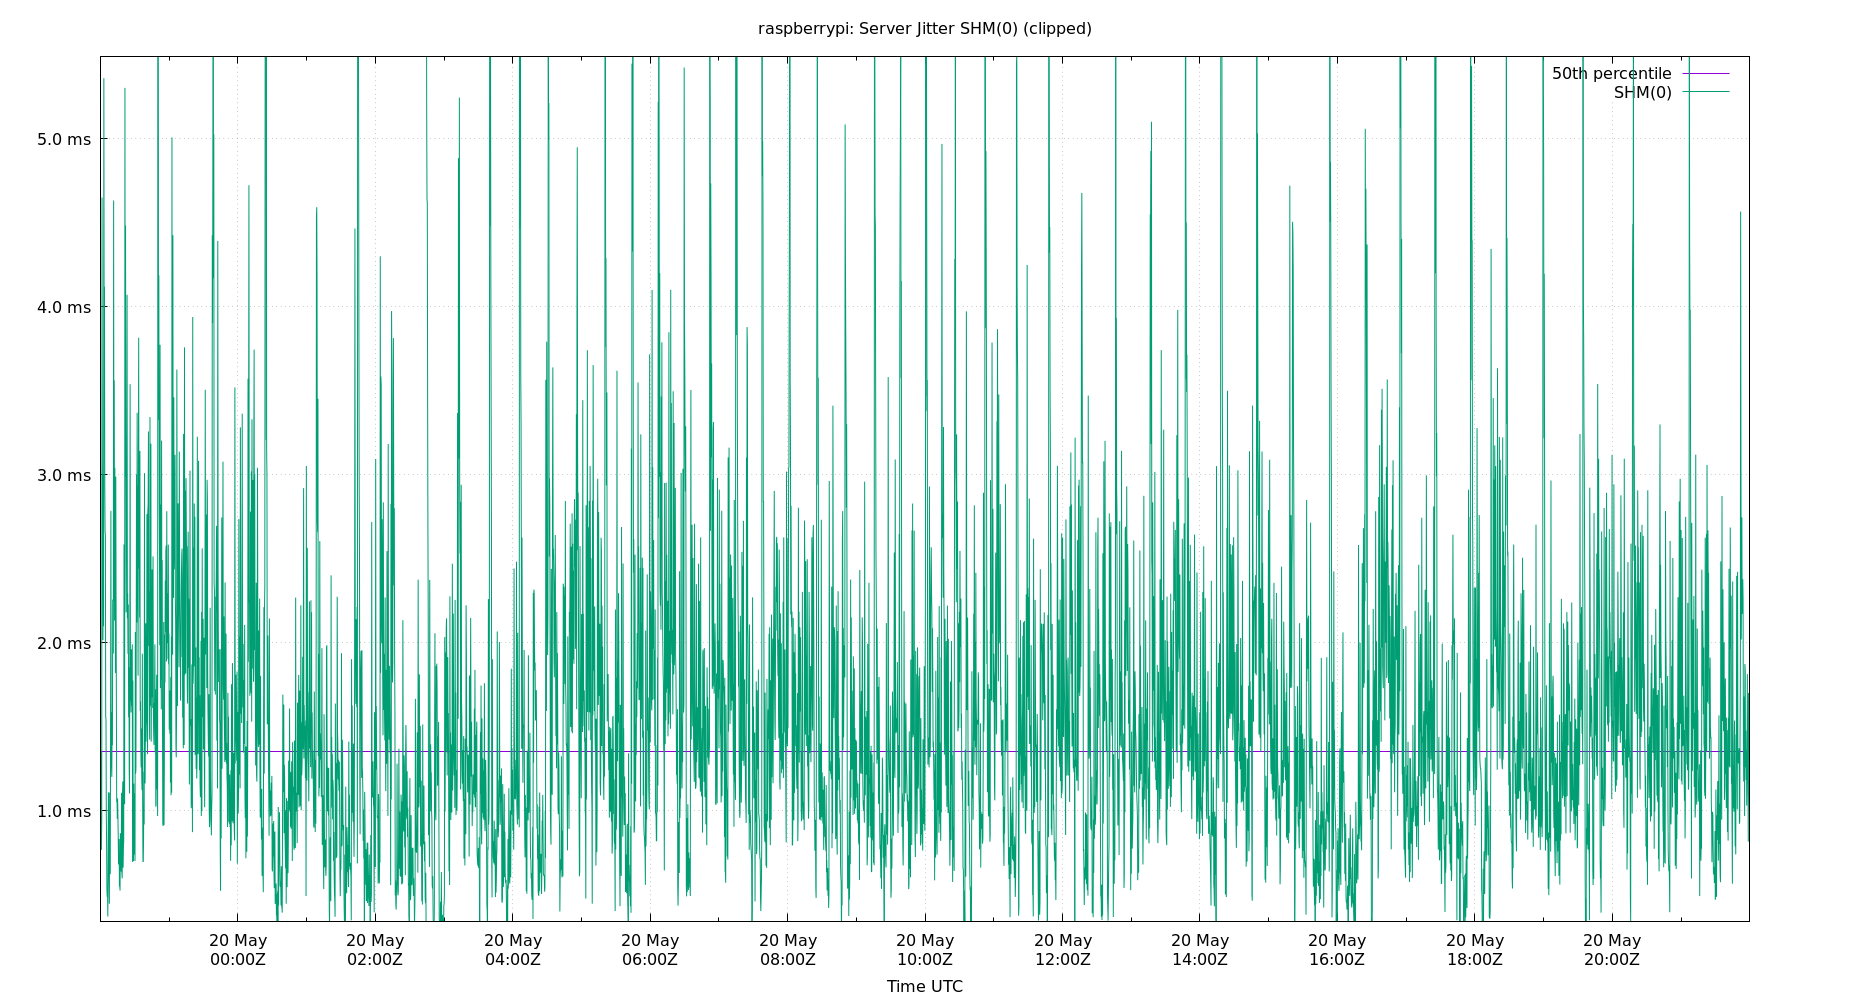 raspberrypi: Server Jitter SHM(0) (clipped)
50th percentile
SHM(0)
5.0 ms
4.0 ms
3.0 ms
2.0 ms
1.0 ms
20 May 20 May 20 May 20 May 20 May 20 May 20 May 20 May 20 May 20 May 20 May
00:00Z 02:00Z 04:00Z 06:00Z 08:00Z 10:00Z 12:00Z 14:00Z 16:00Z 18:00Z 20:00Z
Time UTC